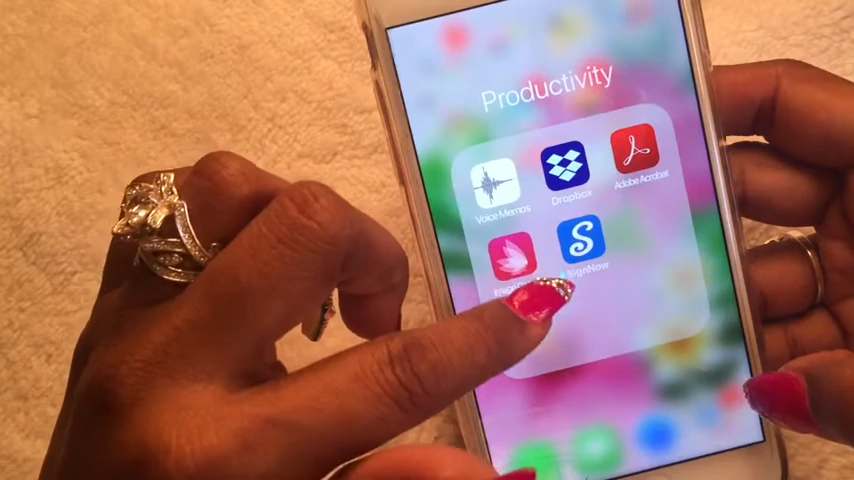 Productivity
Voice Memos
Dropbox
Adobe Acrobat
SignNow